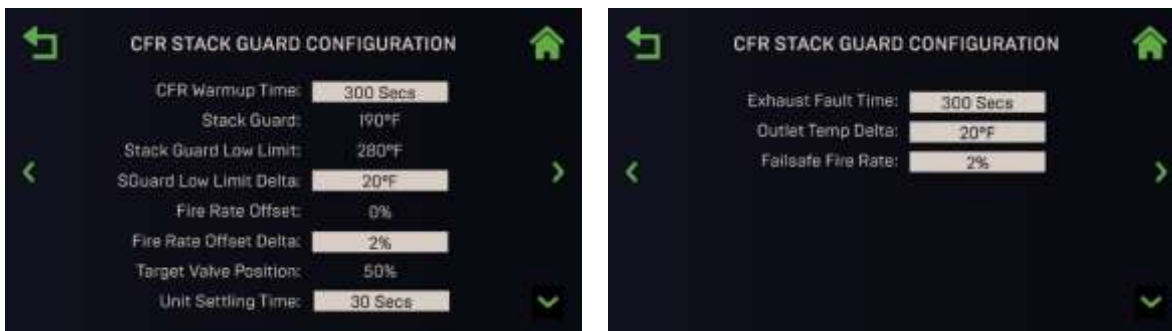 CFR STACK GUARD CONFIGURATION
CFR Warmup Time: 300 Secs
Stack Guard: 190°F
Stack Guard Low Limit: 280°F
SGuard Low Limit Delta: 20°F
Fire Rate Offset: 0%
Fire Rate Offset Delta: 2%
Target Valve Position: 50%
Unit Settling Time: 30 Secs
CFR STACK GUARD CONFIGURATION
Exhaust Fault Time: 300 Secs
Outlet Temp Delta: 20°F
Failsafe Fire Rate: 2%